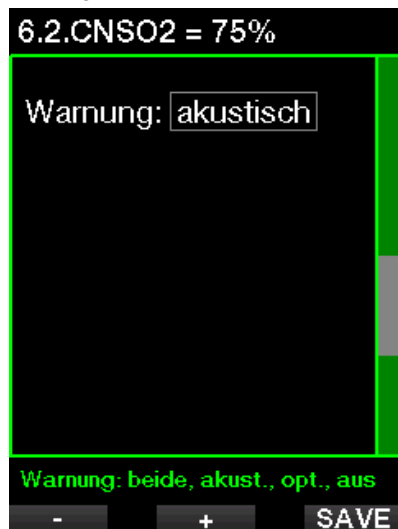 6.2.CNSO2 = 75%
Warnung: akustisch
Warnung: beide, akust., opt., aus
- + SAVE